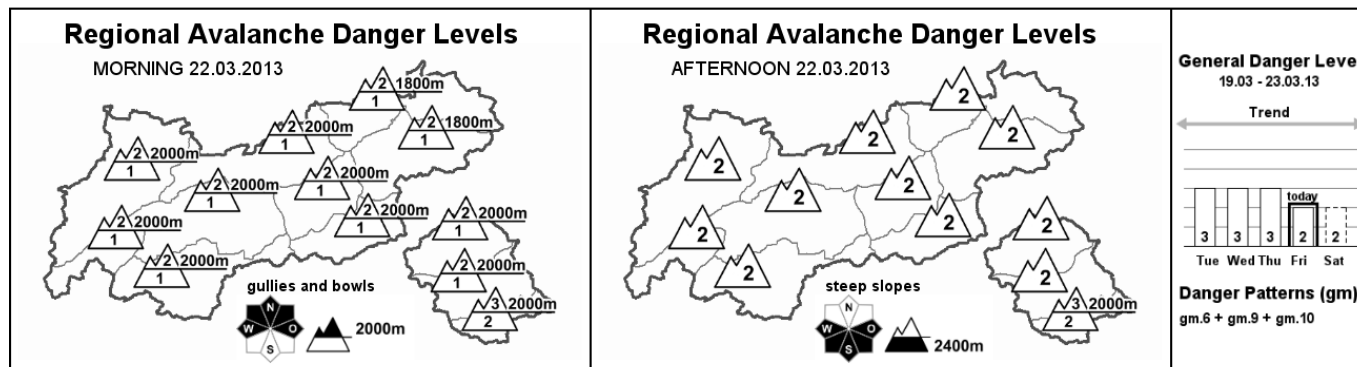 Regional Avalanche Danger Levels
MORNING 22.03.2013
2 1800m
1
2 1800m
1
2 2000m
1
2 2000m
1
2 2000m
1
2 2000m
1
2 2000m
1
2 2000m
1
2 2000m
1
2 2000m
1
2 2000m
1
3 2000m
2
gullies and bowls
N
W O
S
2000m
Regional Avalanche Danger Levels
AFTERNOON 22.03.2013
2
2
2
2
2
2
2
2
2
2
2
3 2000m
2
steep slopes
N
W O
S
2400m
General Danger Leve
19.03 - 23.03.13
Trend
today
3 3 3 2 2
Tue Wed Thu Fri Sat
Danger Patterns (gm)
gm.6 + gm.9 + gm.10